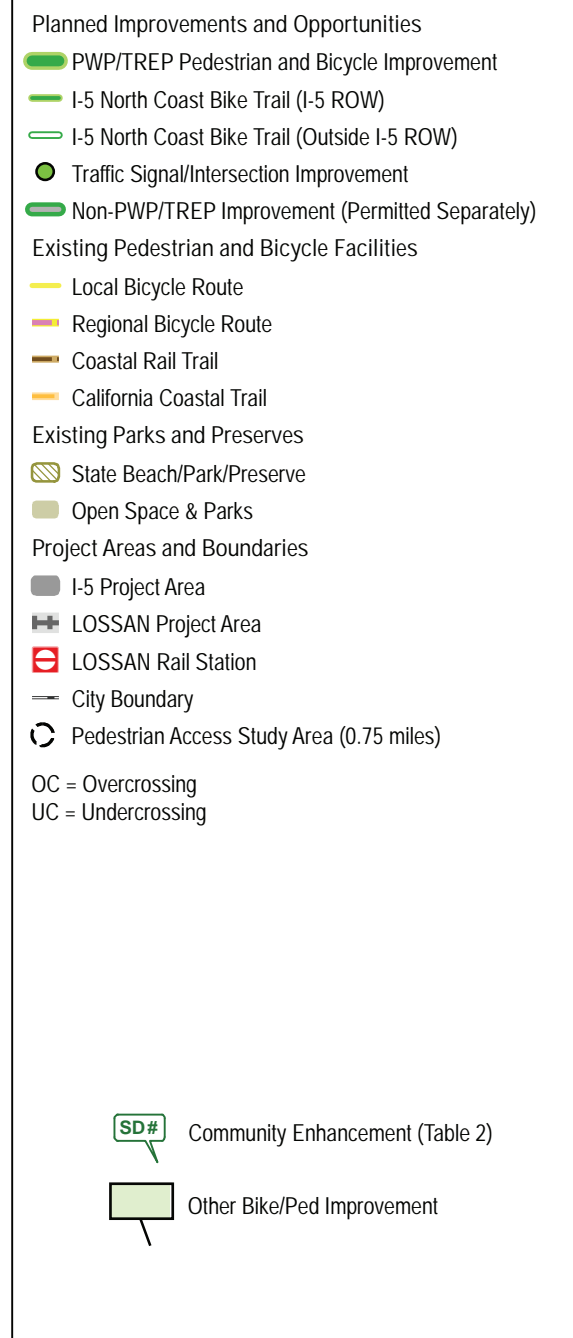 Planned Improvements and Opportunities
PWP/TREP Pedestrian and Bicycle Improvement
I-5 North Coast Bike Trail (I-5 ROW)
I-5 North Coast Bike Trail (Outside I-5 ROW)
Traffic Signal/Intersection Improvement
Non-PWP/TREP Improvement (Permitted Separately)
Existing Pedestrian and Bicycle Facilities
Local Bicycle Route
Regional Bicycle Route
Coastal Rail Trail
California Coastal Trail
Existing Parks and Preserves
State Beach/Park/Preserve
Open Space & Parks
Project Areas and Boundaries
I-5 Project Area
LOSSAN Project Area
LOSSAN Rail Station
City Boundary
Pedestrian Access Study Area (0.75 miles)
OC = Overcrossing
UC = Undercrossing
SD# Community Enhancement (Table 2)
Other Bike/Ped Improvement